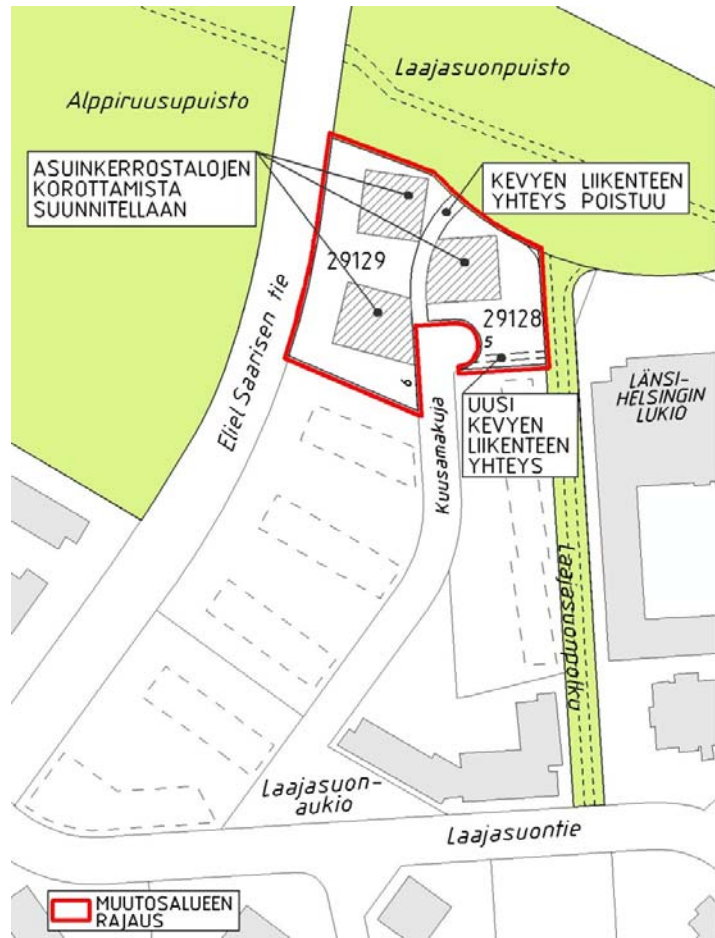 Laajasuonpuisto
Alppiruusupuisto
ASUINKERROSTALOJEN
KOROTTAMISTA
SUUNNITELLAAN
KEVYEN LIIKENTEEN
YHTEYS POISTUU
29129
29128
5
6
Eliel Saarisen tie
Kuusamakuja
UUSI
KEVYEN
LIIKENTEEN
YHTEYS
LÄNSI-
HELSINGIN
LUKIO
Laajasuonpolku
Laajasuon-
aukio
Laajasuontie
MUUTOSALUEEN
RAJAUS